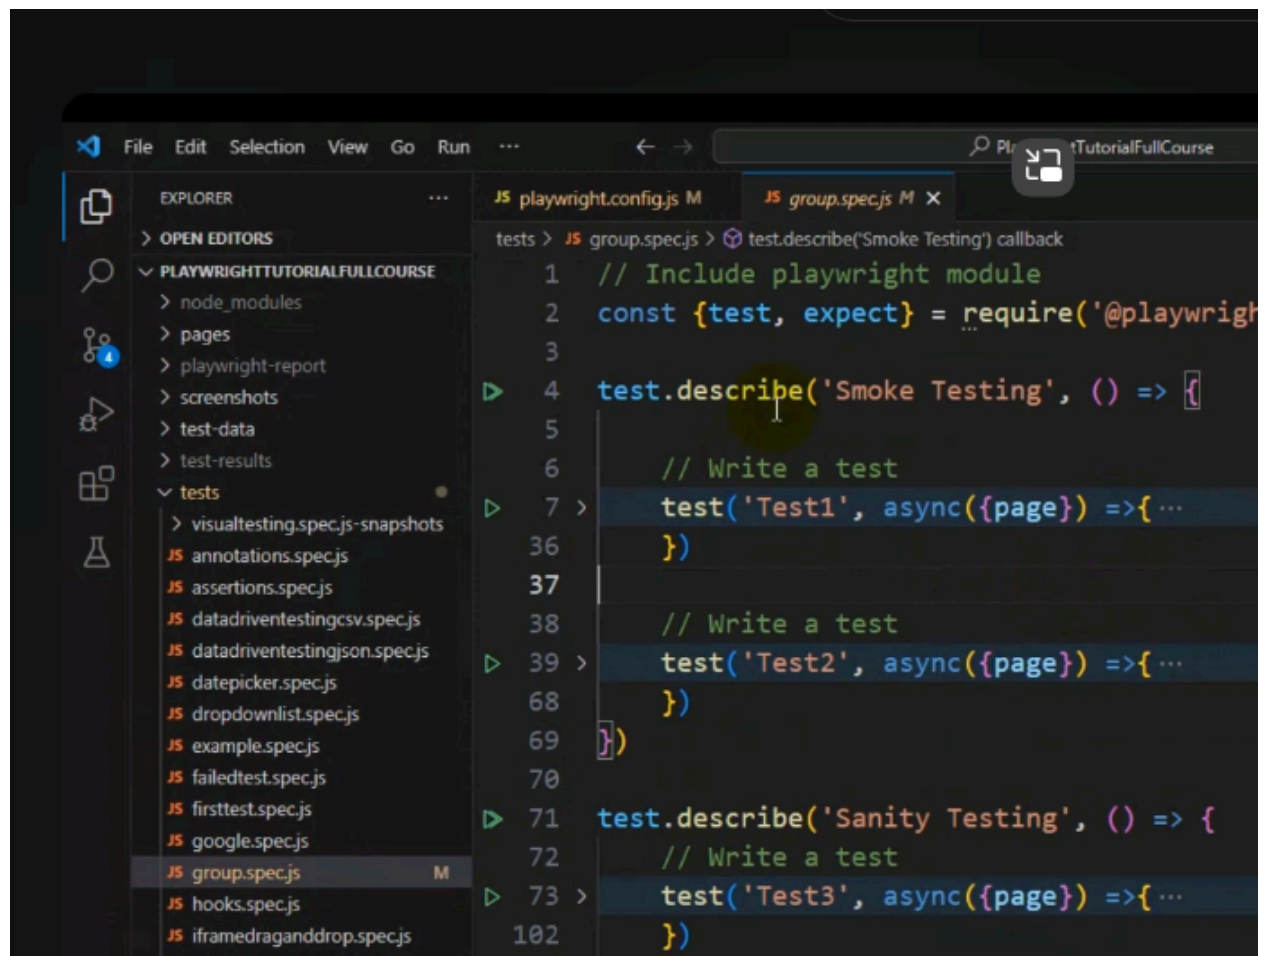 File Edit Selection View Go Run ··· tTutorialFullCourse
EXPLORER ···
OPEN EDITORS
PLAYWRIGHTTUTORIALFULLCOURSE
node_modules
pages
playwright-report
screenshots
test-data
test-results
tests
visualtesting.spec.js-snapshots
JS annotations.spec.js
JS assertions.spec.js
JS datadriventestingcsv.spec.js
JS datadriventestingjson.spec.js
JS datepicker.spec.js
JS dropdownlist.spec.js
JS example.spec.js
JS failedtest.spec.js
JS firsttest.spec.js
JS google.spec.js
JS group.spec.js M
JS hooks.spec.js
JS iframedraganddrop.spec.js
4
JS playwright.config.js M JS group.spec.js M ×
tests > JS group.spec.js > test.describe('Smoke Testing') callback
1 // Include playwright module
2 const {test, expect} = require('@playwrigh
3
4 test.describe('Smoke Testing', () => {
5
6 // Write a test
7 > test('Test1', async({page}) =>{ ···
36 })
37
38 // Write a test
39 > test('Test2', async({page}) =>{ ···
68 })
69 })
70
71 test.describe('Sanity Testing', () => {
72 // Write a test
73 > test('Test3', async({page}) =>{ ···
102 })